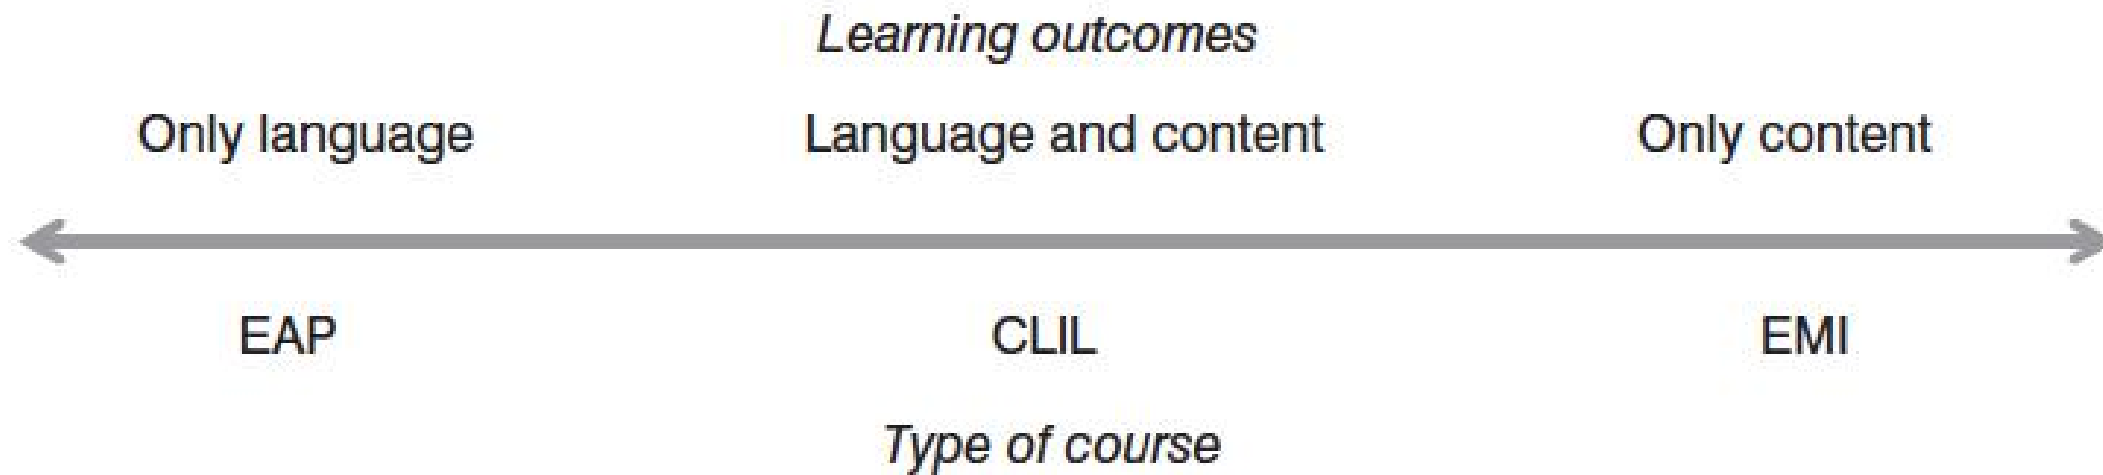 Learning outcomes
Only language Language and content Only content
EAP CLIL EMI
Type of course